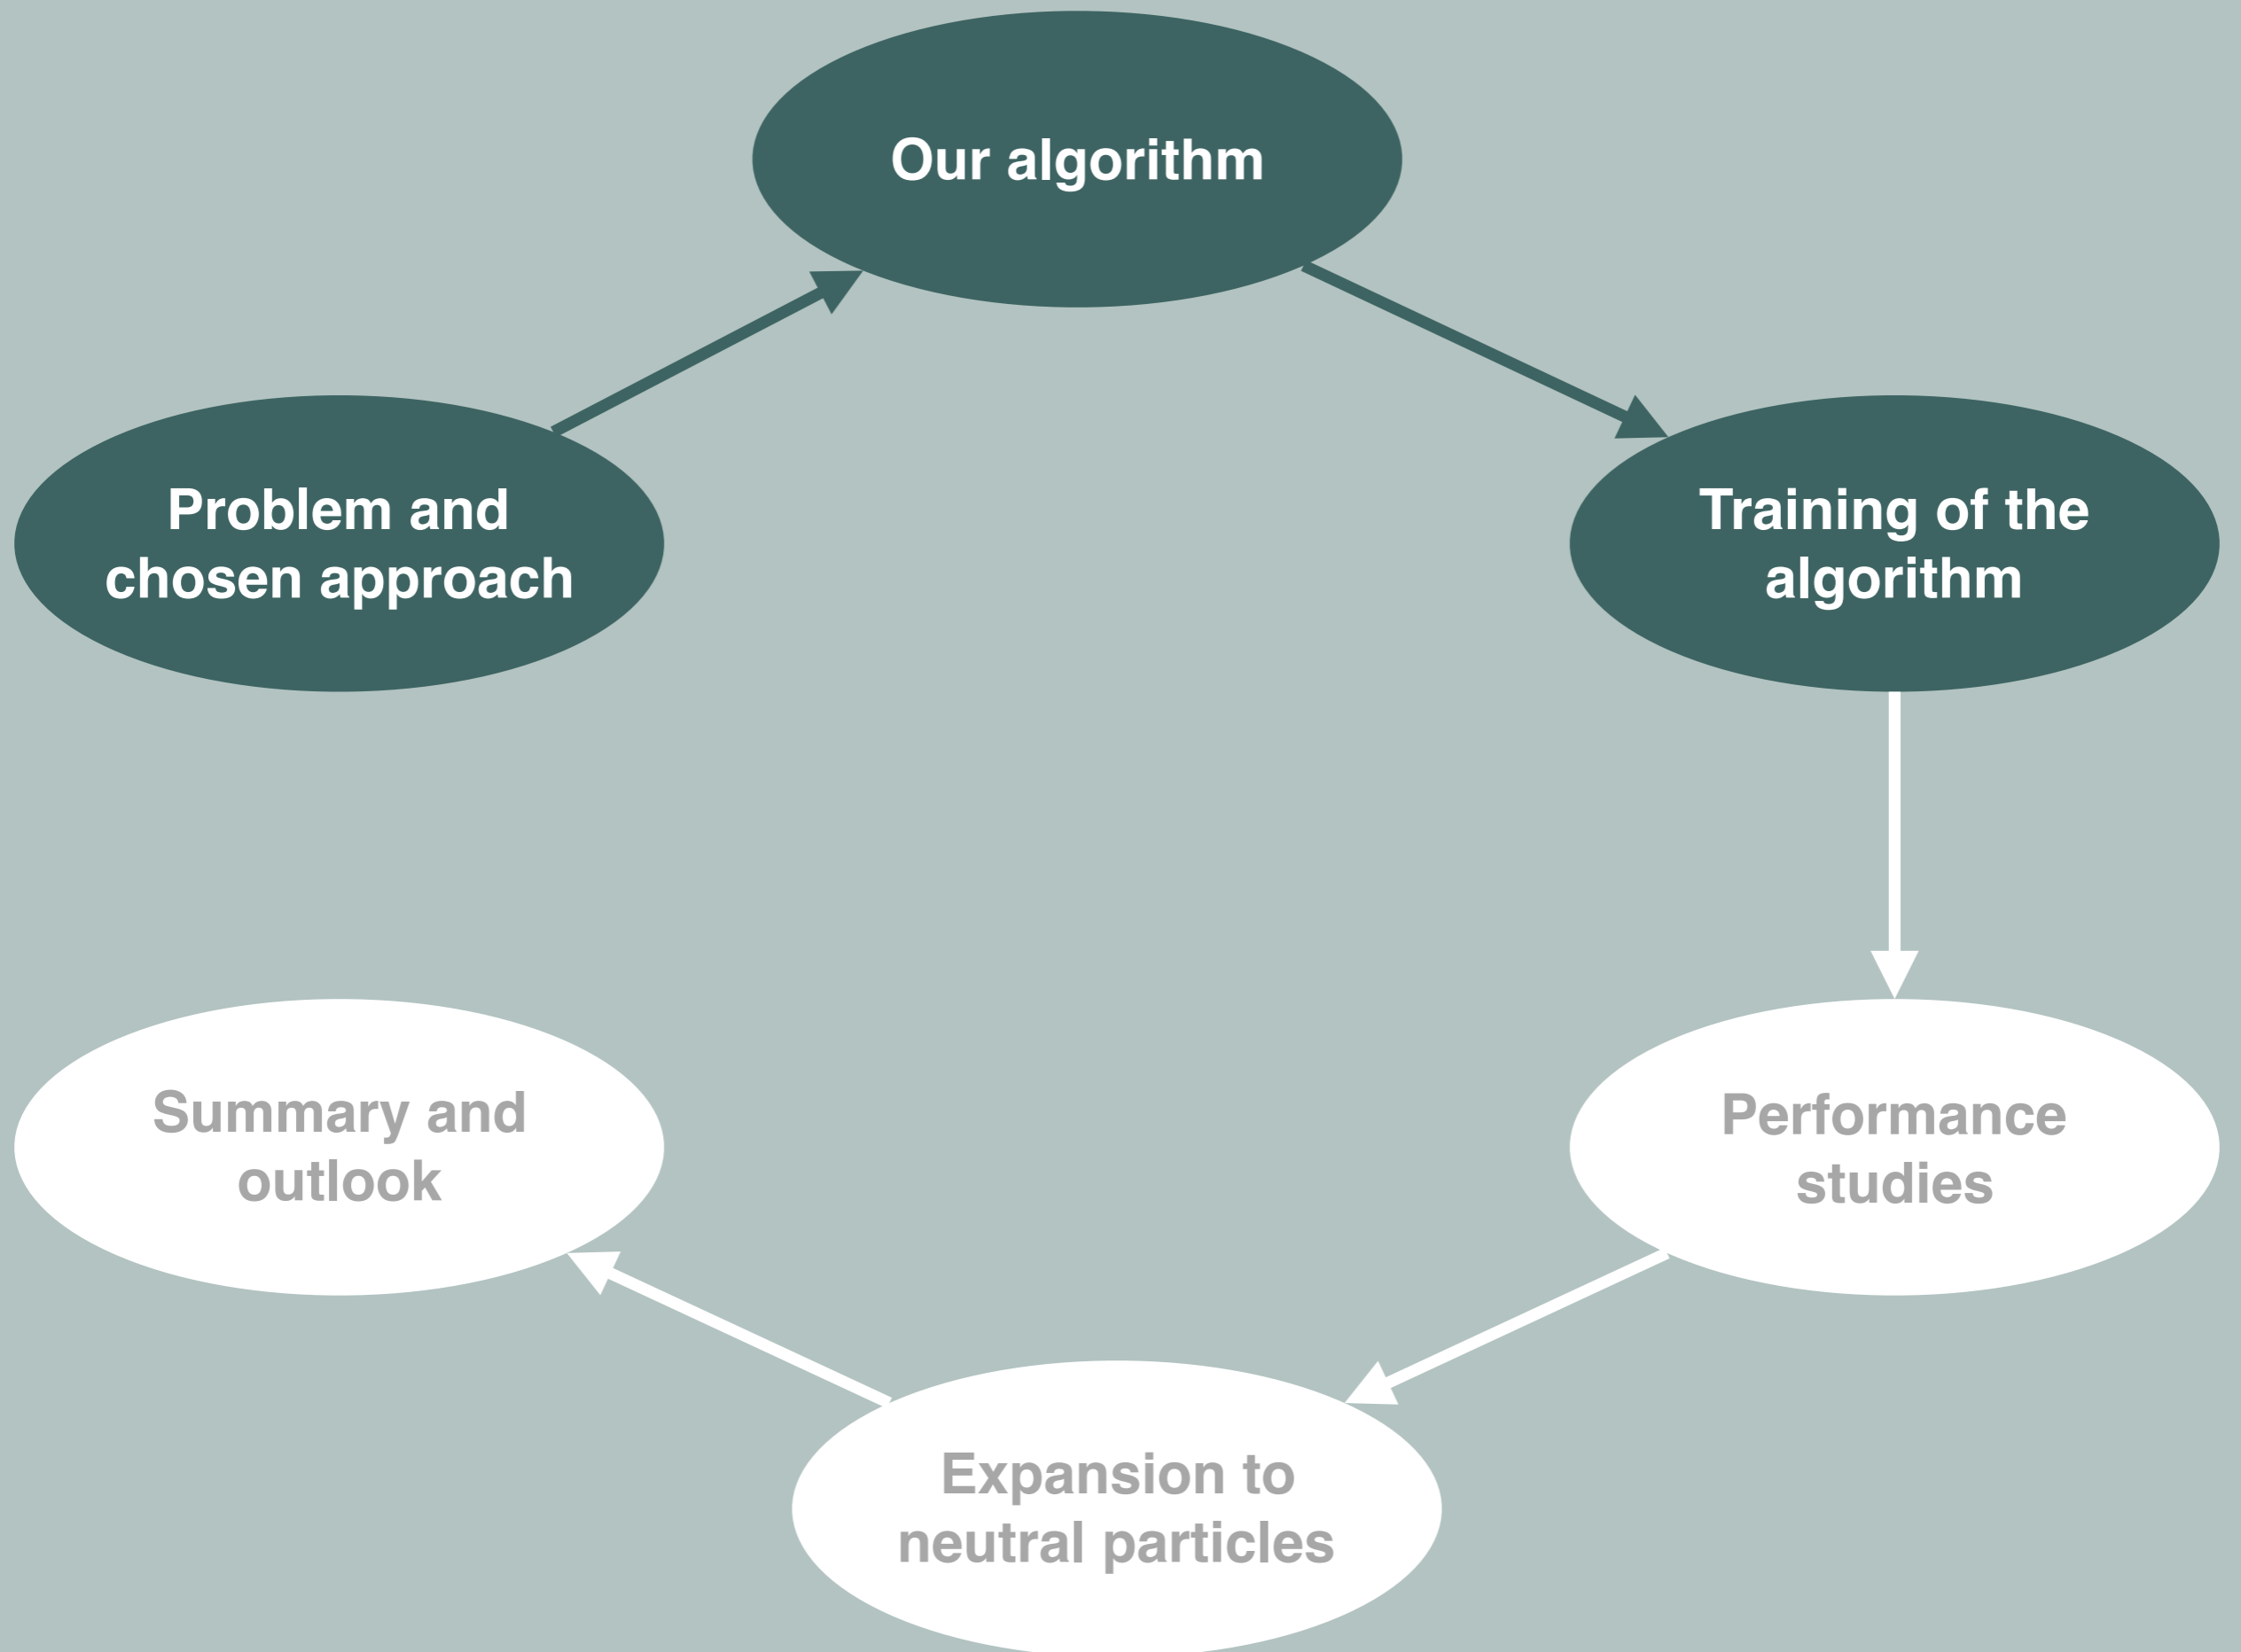 Our algorithm
Problem and
chosen approach
Training of the
algorithm
Summary and
outlook
Performance
studies
Expansion to
neutral particles